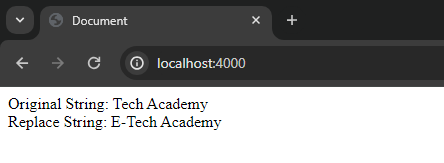 Document
localhost:4000
Original String: Tech Academy
Replace String: E-Tech Academy